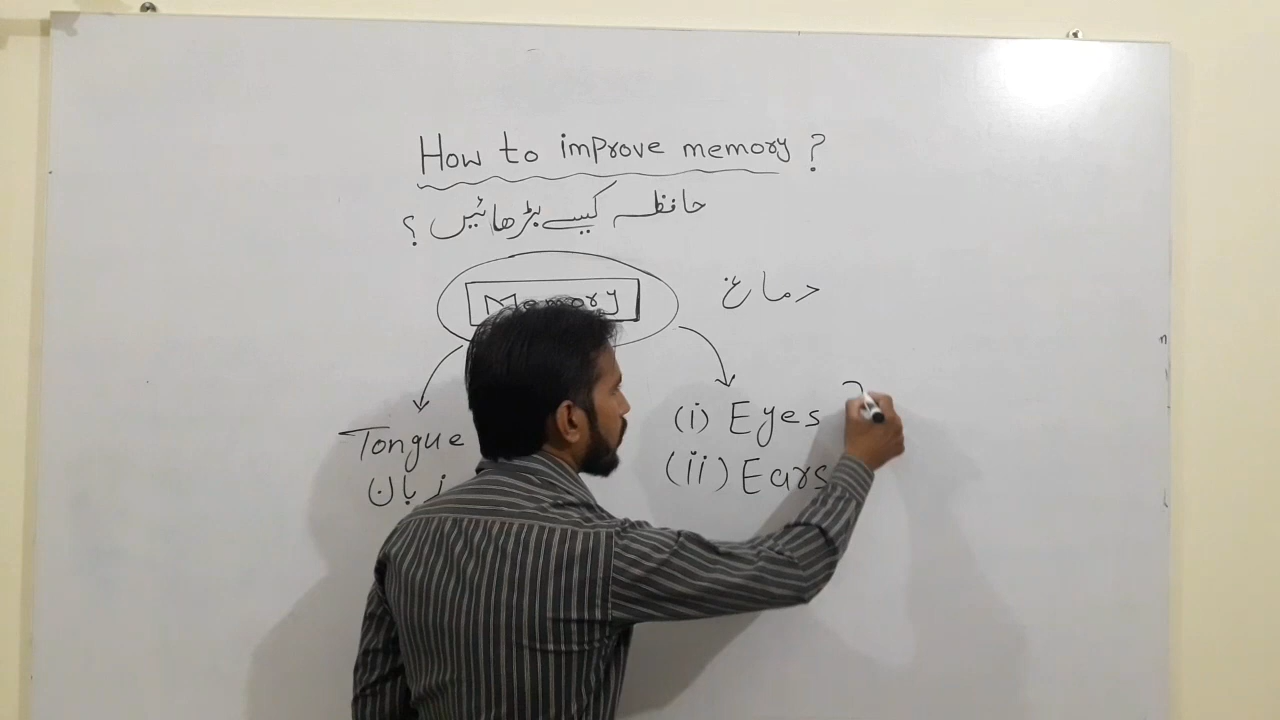 How to improve memory ?
حافظہ کیسے بڑھائیں ؟
Memory
دماغ
Tongue
زبان
(i) Eyes
(ii) Ears